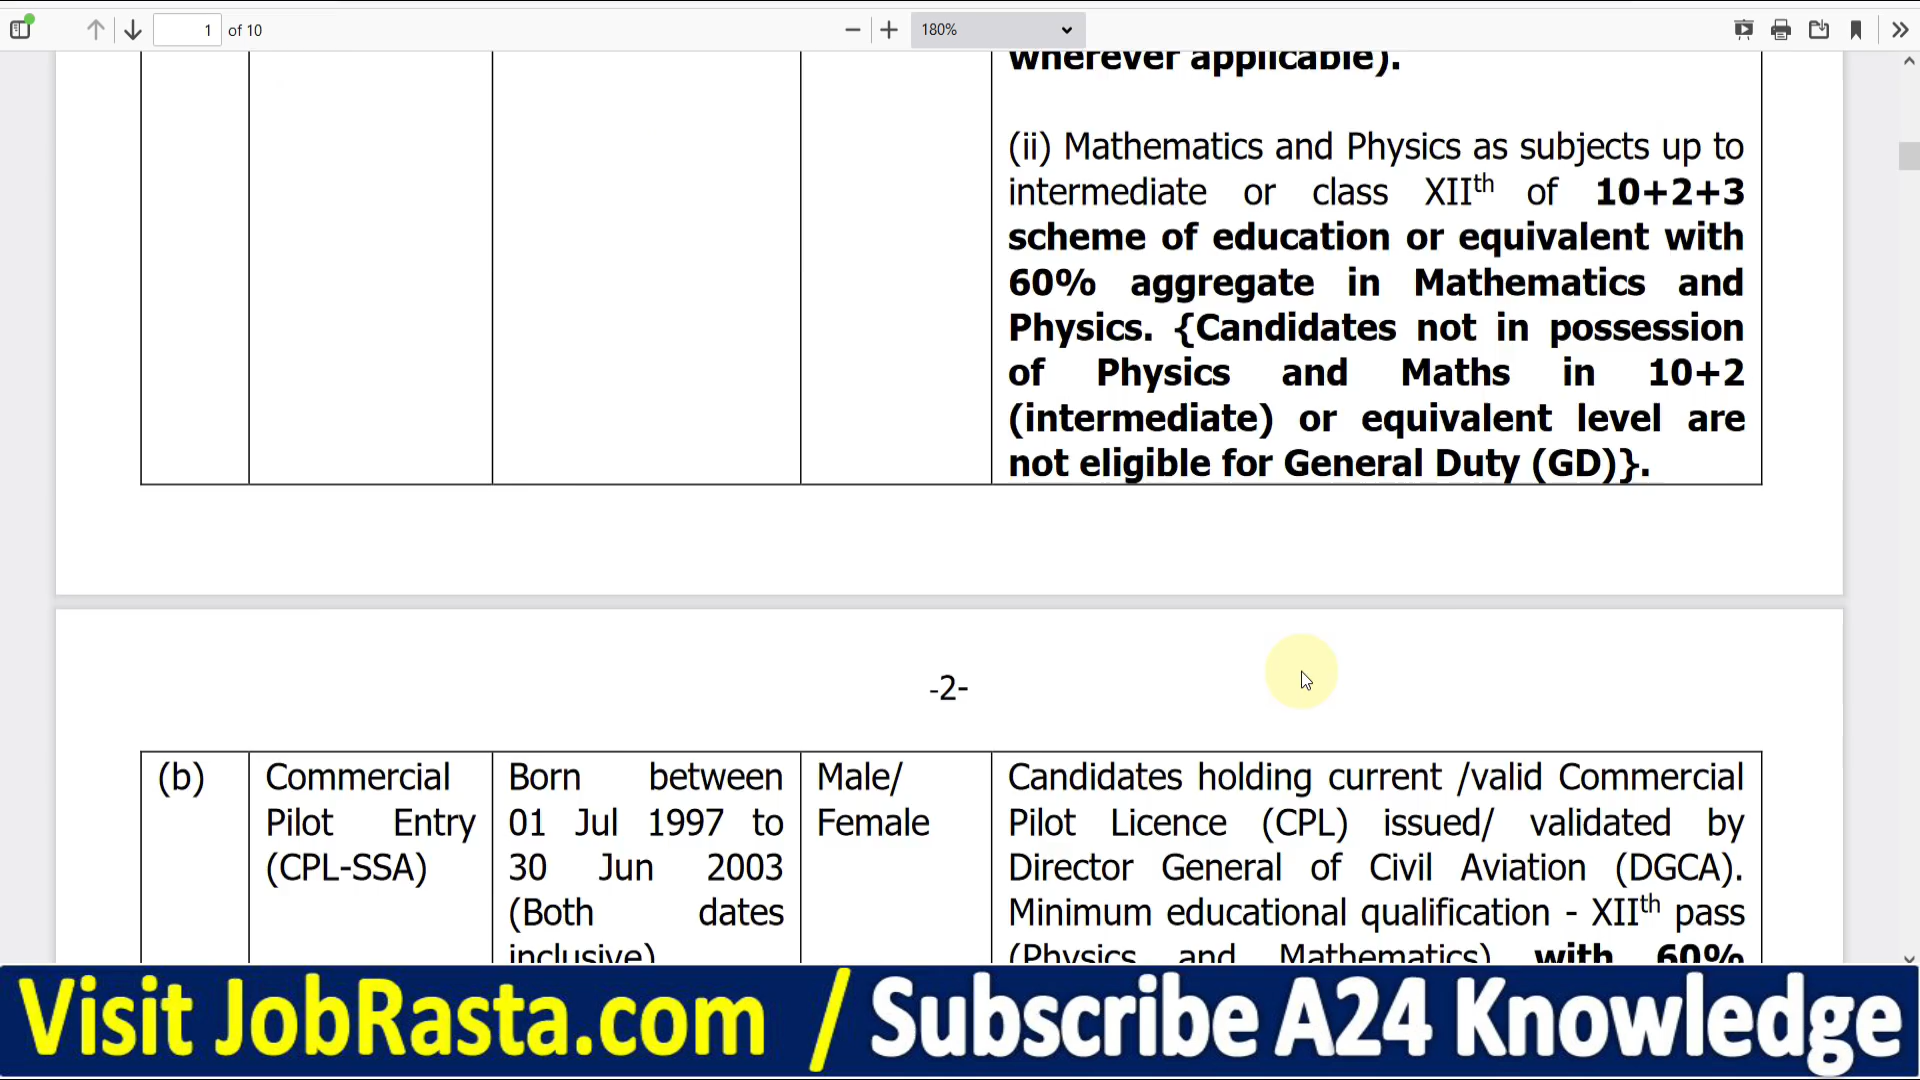 1 of 10 180%
wherever applicable).
(ii) Mathematics and Physics as subjects up to
intermediate or class XIIth of 10+2+3
scheme of education or equivalent with
60% aggregate in Mathematics and
Physics. {Candidates not in possession
of Physics and Maths in 10+2
(intermediate) or equivalent level are
not eligible for General Duty (GD)}.
-2-
(b)
Commercial
Pilot Entry
(CPL-SSA)
Born between
01 Jul 1997 to
30 Jun 2003
(Both dates
inclusive)
Male/
Female
Candidates holding current /valid Commercial
Pilot Licence (CPL) issued/ validated by
Director General of Civil Aviation (DGCA).
Minimum educational qualification - XIIth pass
(Physics and Mathematics) with 60%
Visit JobRasta.com / Subscribe A24 Knowledge